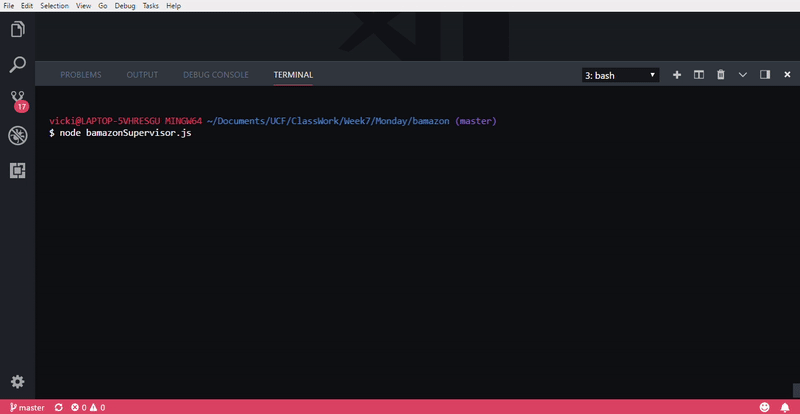 File Edit Selection View Go Debug Tasks Help
PROBLEMS OUTPUT DEBUG CONSOLE TERMINAL 3: bash
17
vicki@LAPTOP-5VHRESGU MINGW64 ~/Documents/UCF/ClassWork/Week7/Monday/bamazon (master)
$ node bamazonSupervisor.js
master 0 0